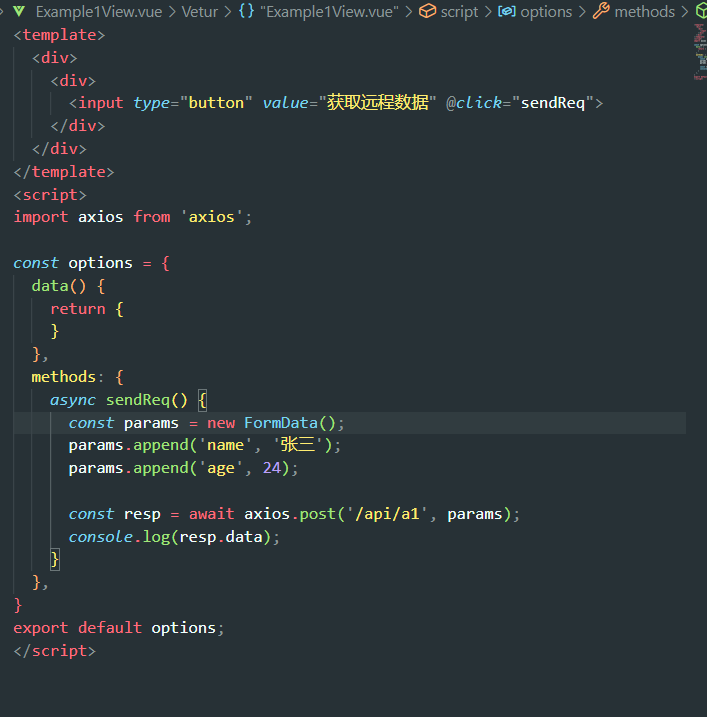 Example1View.vue > Vetur > {} "Example1View.vue" > script > options > methods >
<template>
  <div>
    <div>
      <input type="button" value="获取远程数据" @click="sendReq">
    </div>
  </div>
</template>
<script>
import axios from 'axios';

const options = {
  data() {
    return {
    }
  },
  methods: {
    async sendReq() {
      const params = new FormData();
      params.append('name', '张三');
      params.append('age', 24);

      const resp = await axios.post('/api/a1', params);
      console.log(resp.data);
    }
  },
}
export default options;
</script>